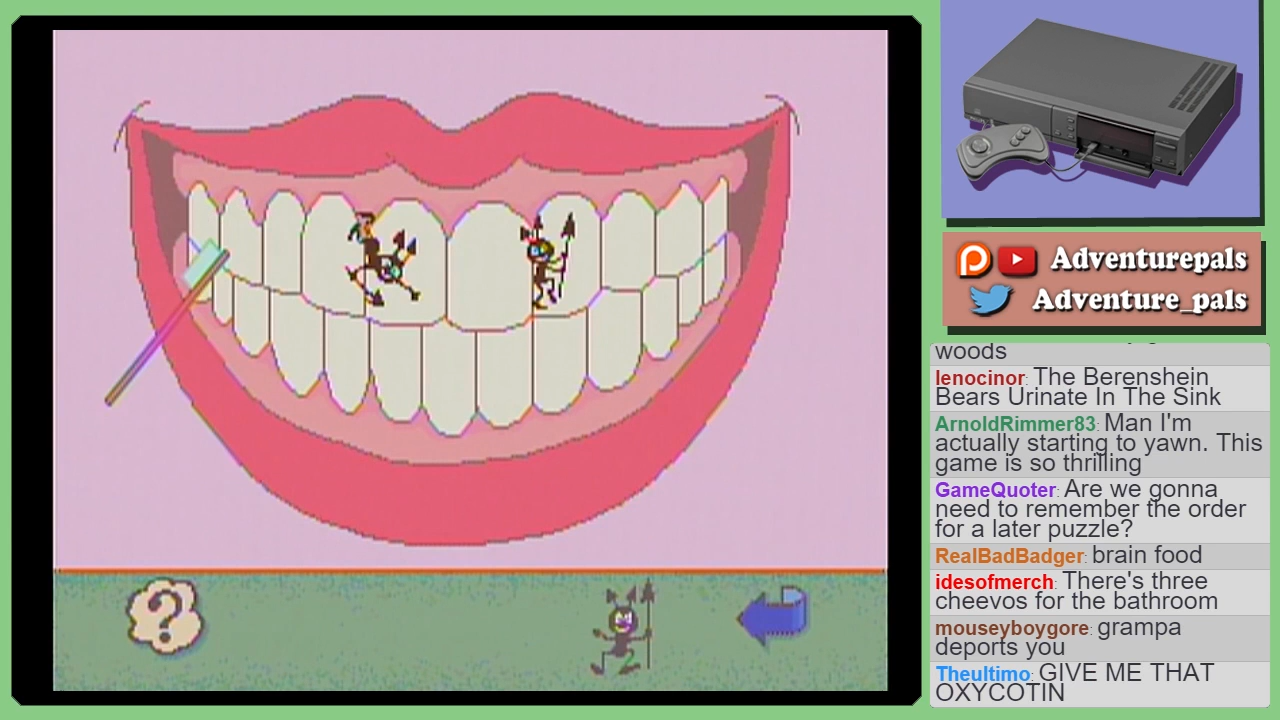 ?
Adventurepals
Adventure_pals
woods
lenocinor: The Berenshein
Bears Urinate In The Sink
ArnoldRimmer83: Man I'm
actually starting to yawn. This
game is so thrilling
GameQuoter: Are we gonna
need to remember the order
for a later puzzle?
RealBadBadger: brain food
idesofmerch: There's three
cheevos for the bathroom
mouseyboygore: grampa
deports you
Theultimo: GIVE ME THAT
OXYCOTIN